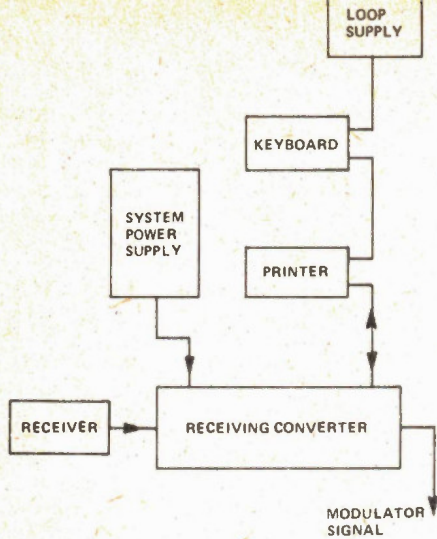 LOOP
SUPPLY
KEYBOARD
SYSTEM
POWER
SUPPLY
PRINTER
RECEIVER
RECEIVING CONVERTER
MODULATOR
SIGNAL